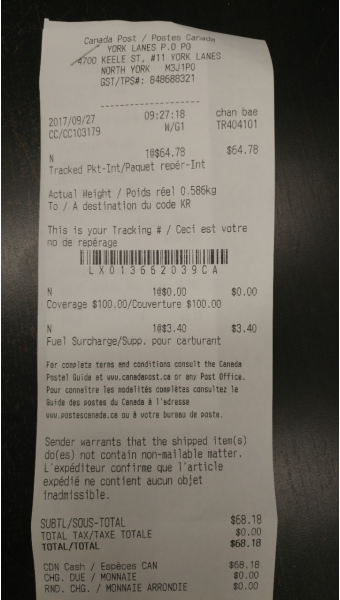 Canada Post / Postes Canada
YORK LANES P.O PO
4700 KEELE ST, #11 YORK LANES
NORTH YORK M3J1P0
GST/TPS#: 848688321
2017/09/27 09:27:18 chan bae
CC/CC103179 W/G1 TR404101
N 1@$64.78 $64.78
Tracked Pkt-Int/Paquet repér-Int
Actual Weight / Poids réel 0.586kg
To / A destination du code KR
This is your Tracking # / Ceci est votre
no de repérage
LX013662039CA
N 1@$0.00 $0.00
Coverage $100.00/Couverture $100.00
N 1@$3.40 $3.40
Fuel Surcharge/Supp. pour carburant
For complete terms and conditions consult the Canada
Postal Guide at www.canadapost.ca or any Post Office.
Pour connaître les modalités complètes consultez le
Guide des postes du Canada à l'adresse
www.postescanada.ca ou à votre bureau de poste.
Sender warrants that the shipped item(s)
do(es) not contain non-mailable matter.
L'expéditeur confirme que l'article
expédié ne contient aucun objet
inadmissible.
SUBTL/SOUS-TOTAL $68.18
TOTAL TAX/TAXE TOTALE $0.00
TOTAL/TOTAL $68.18
CDN Cash / Espèces CAN $68.18
CHG. DUE / MONNAIE $0.00
RND. CHG. / MONNAIE ARRONDIE $0.00